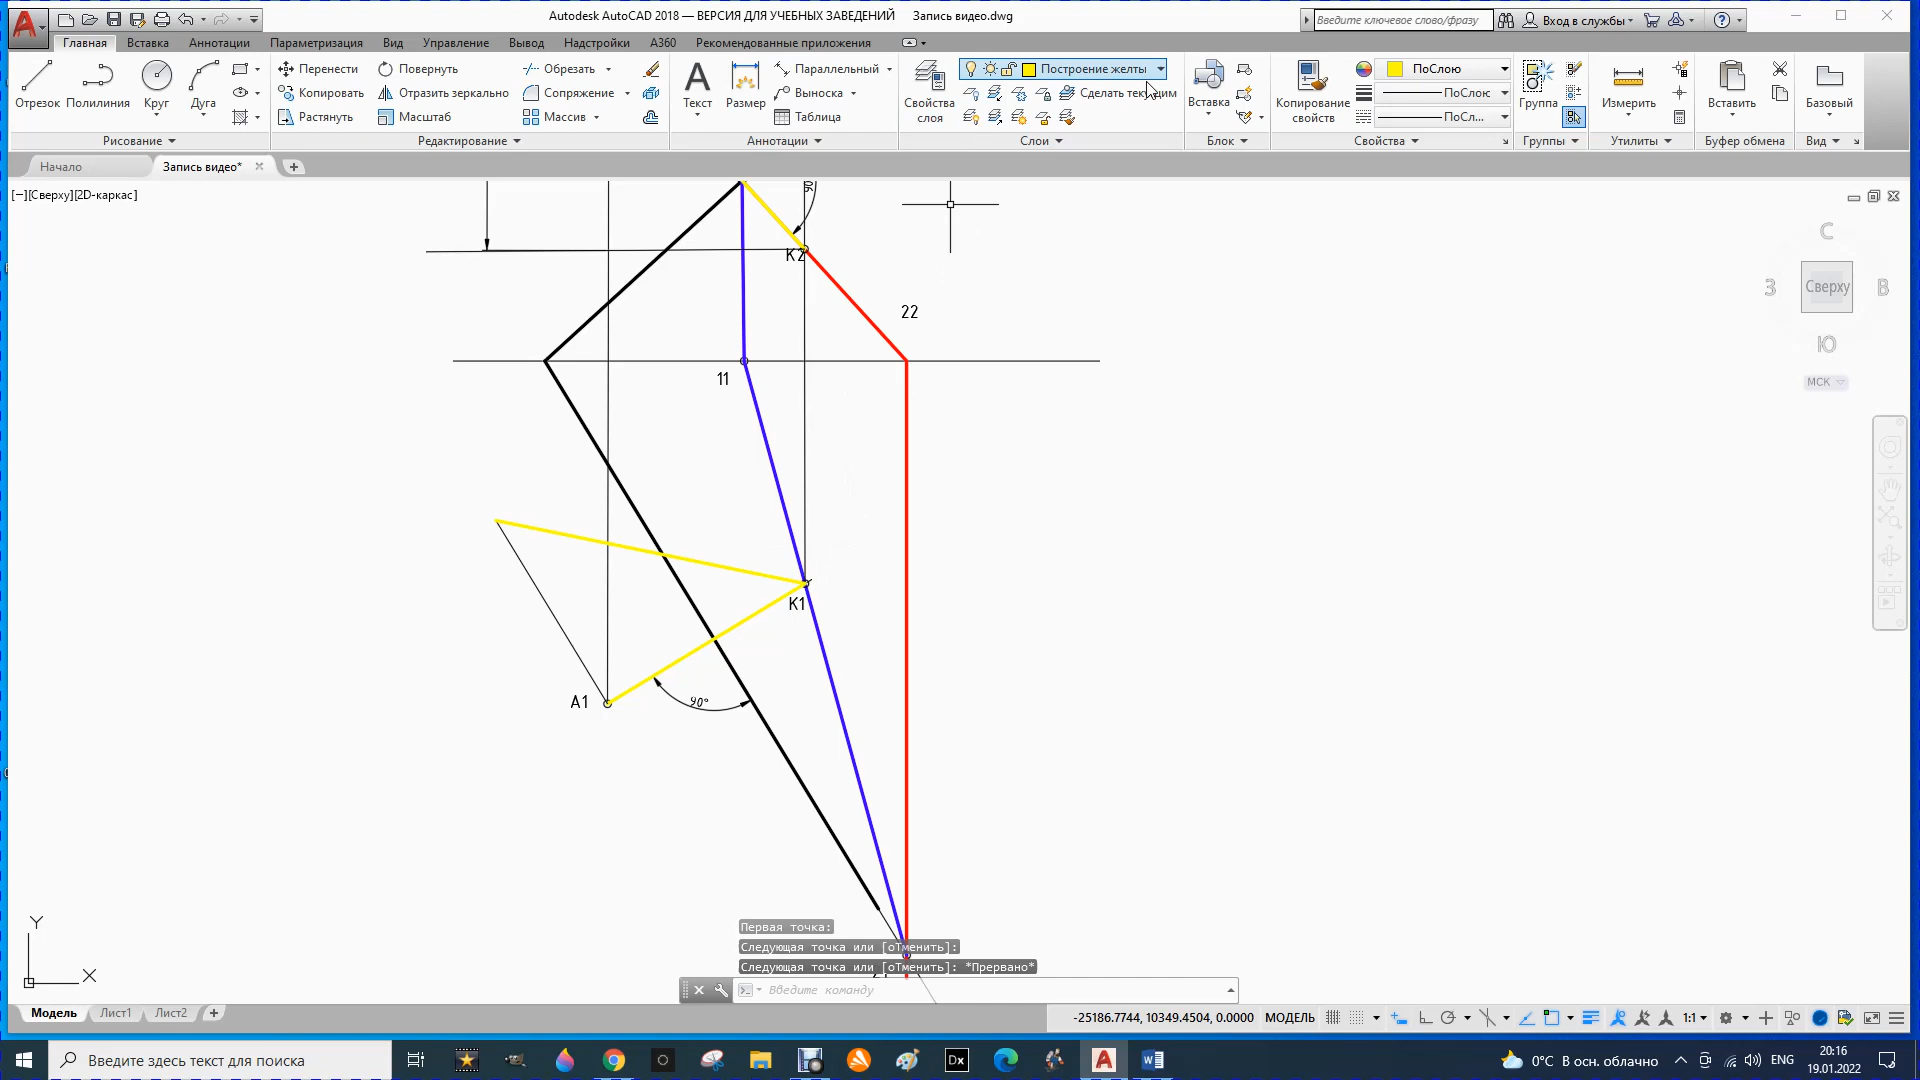 Autodesk AutoCAD 2018 — ВЕРСИЯ ДЛЯ УЧЕБНЫХ ЗАВЕДЕНИЙ Запись видео.dwg
Введите ключевое слово/фразу
Вход в службы
Главная Вставка Аннотации Параметризация Вид Управление Вывод Надстройки A360 Рекомендованные приложения
Отрезок Полилиния Круг Дуга
Перенести Повернуть Обрезать
Копировать Отразить зеркально Сопряжение
Растянуть Масштаб Массив
Текст Размер
Параллельный
Выноска
Таблица
Свойства слоя
Построение желты
Сделать текущим
Вставка
Копирование свойств
ПоСлою
ПоСлою
ПоСл...
Группа
Измерить
Вставить
Базовый
Рисование Редактирование Аннотации Слои Блок Свойства Группы Утилиты Буфер обмена Вид
Начало Запись видео*
[−][Сверху][2D-каркас]
С
З Сверху В
Ю
МСК
K2
22
11
K1
A1
90°
Y
X
Первая точка:
Следующая точка или [оТменить]:
Следующая точка или [оТменить]: *Прервано*
Введите команду
Модель Лист1 Лист2
-25186.7744, 10349.4504, 0.0000 МОДЕЛЬ 1:1
Введите здесь текст для поиска
Dx
0°C В осн. облачно
ENG
20:16
19.01.2022